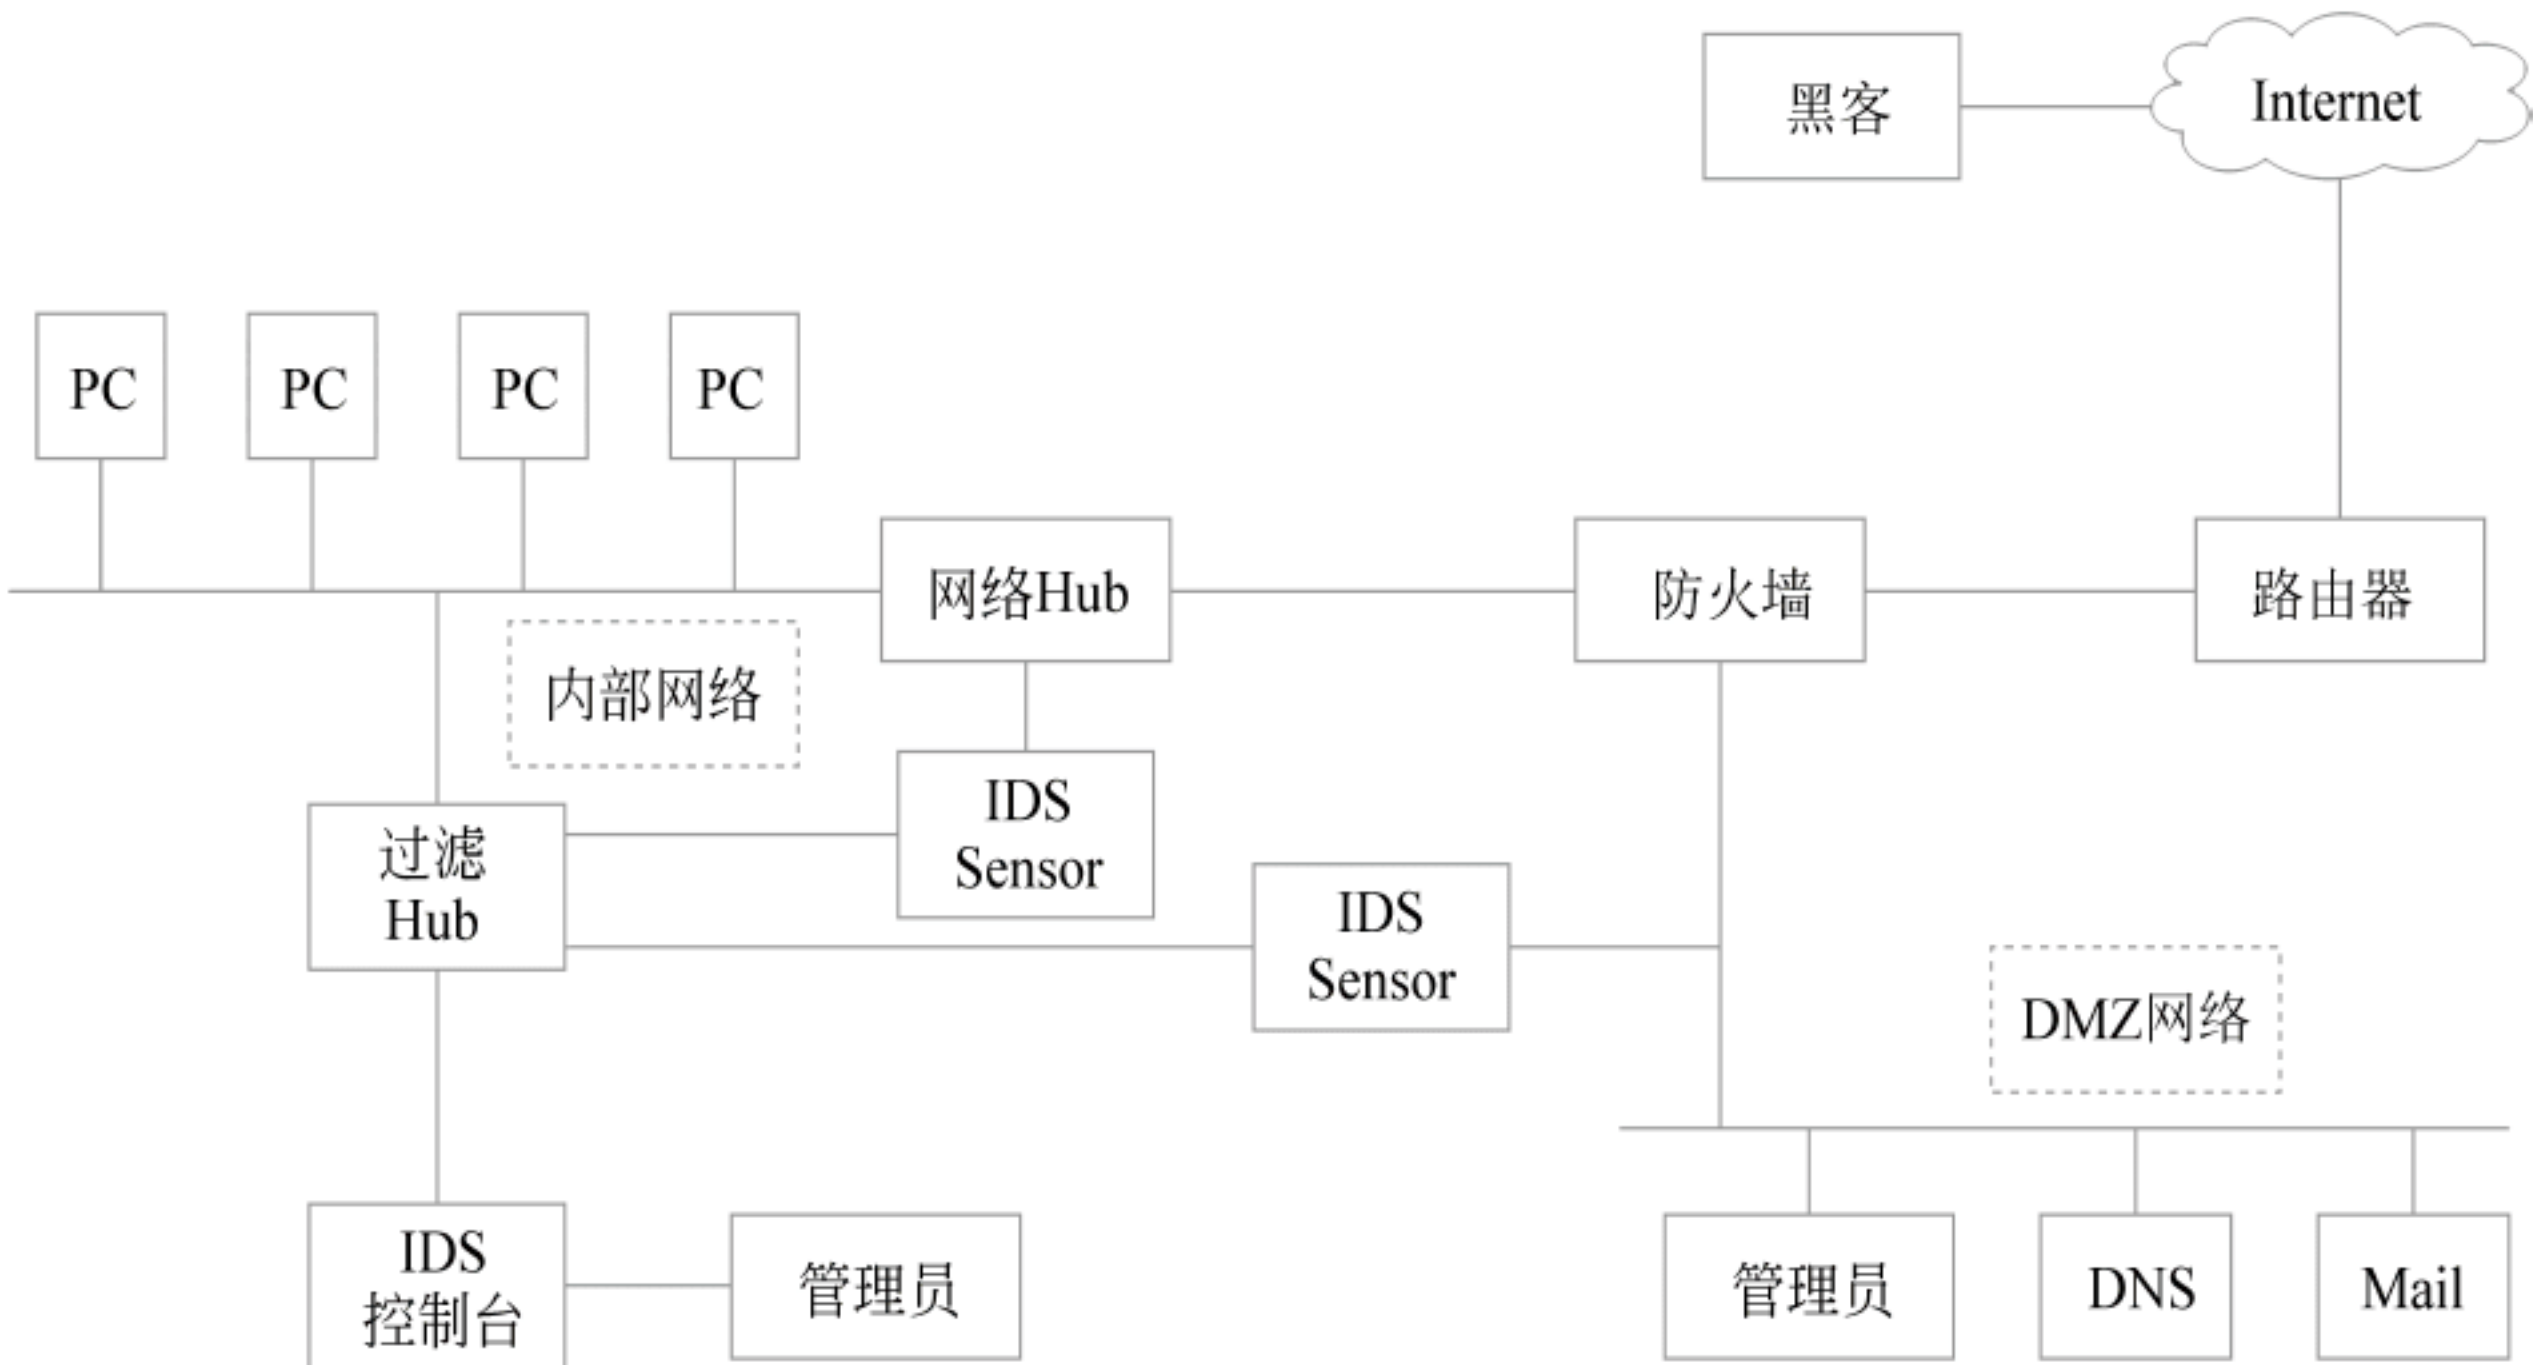 黑客
Internet
PC
PC
PC
PC
网络Hub
防火墙
路由器
内部网络
IDS
Sensor
过滤
Hub
IDS
Sensor
DMZ网络
IDS
控制台
管理员
管理员
DNS
Mail